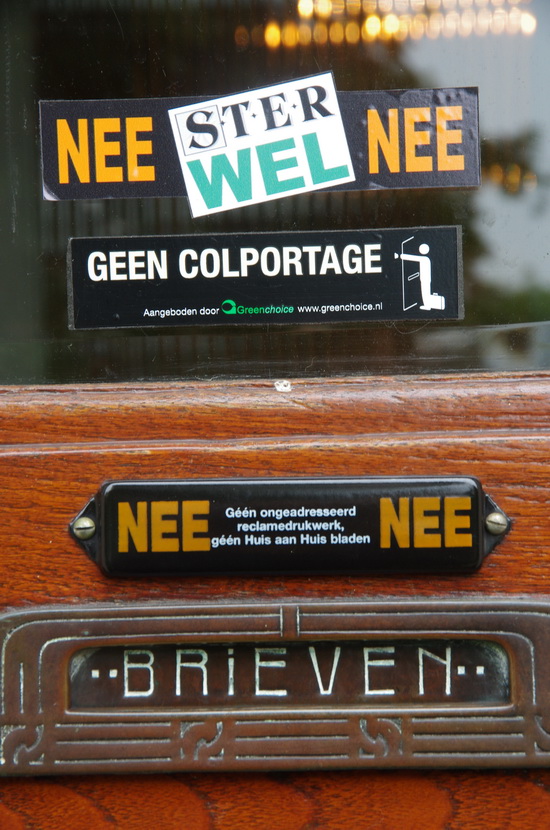 NEE S·T·E·R NEE
WEL
GEEN COLPORTAGE
Aangeboden door Greenchoice www.greenchoice.nl
NEE Géén ongeadresseerd NEE
reclamedrukwerk,
géén Huis aan Huis bladen
··BRiEVEN··